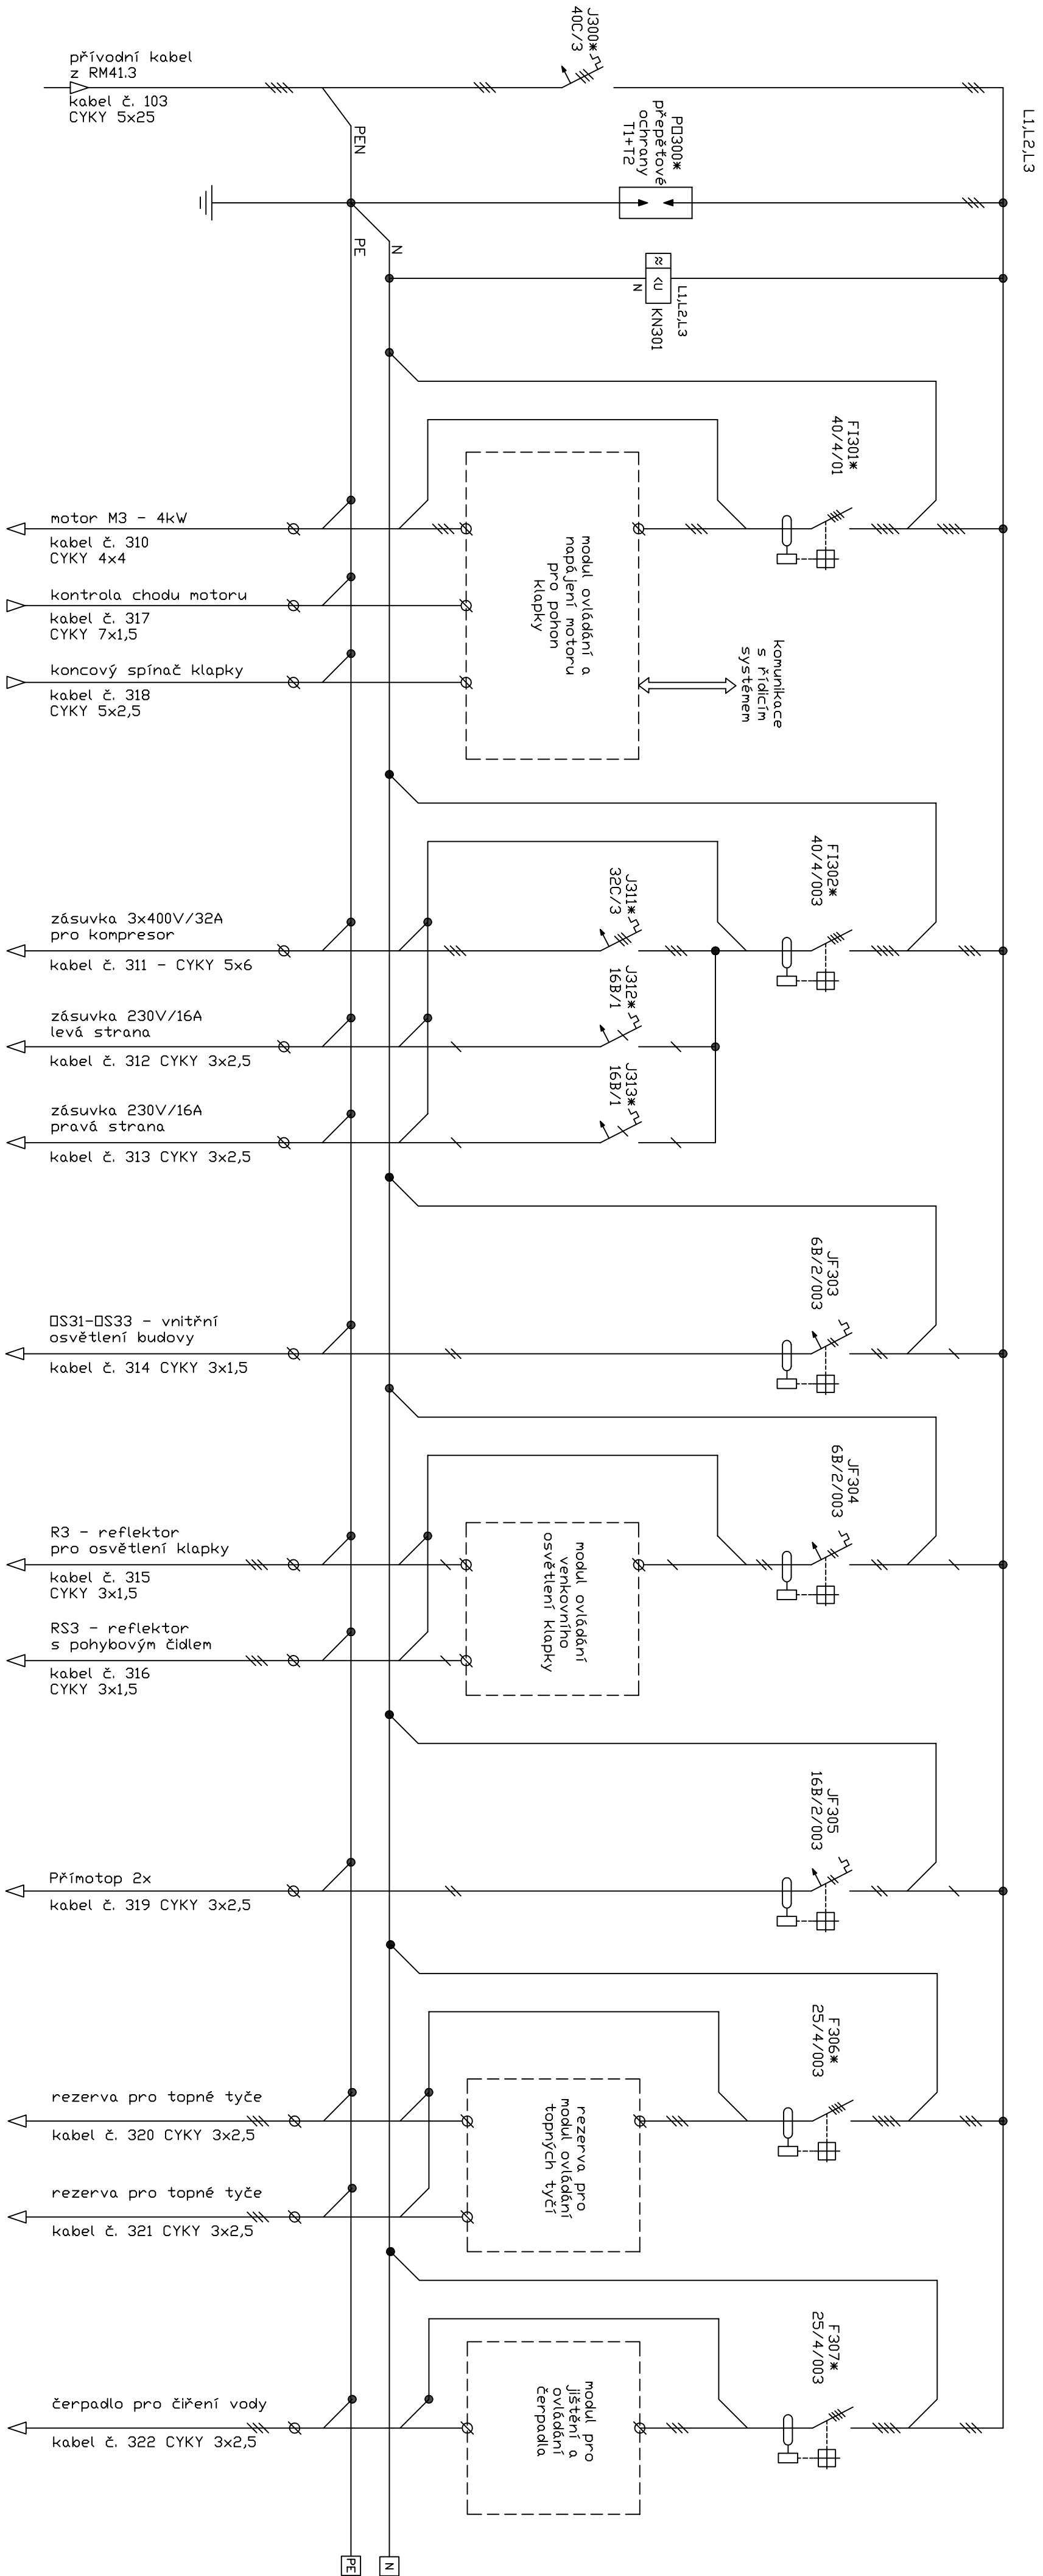 L1,L2,L3
přívodní kabel
z RM41.3
kabel č. 103
CYKY 5x25
J300*
40C/3
PEN
PO300*
přepěťové
ochrany
T1+T2
PE
N
L1,L2,L3
<U
≈
N
KN301
FI301*
40/4/01
modul ovládání a
napájení motoru
pro pohon
klapky
komunikace
s řídicím
systémem
motor M3 - 4kW
kabel č. 310
CYKY 4x4
kontrola chodu motoru
kabel č. 317
CYKY 7x1,5
koncový spínač klapky
kabel č. 318
CYKY 5x2,5
FI302*
40/4/003
J311*
32C/3
J312*
16B/1
J313*
16B/1
zásuvka 3x400V/32A
pro kompresor
kabel č. 311 - CYKY 5x6
zásuvka 230V/16A
levá strana
kabel č. 312 CYKY 3x2,5
zásuvka 230V/16A
pravá strana
kabel č. 313 CYKY 3x2,5
JF303
6B/2/003
OS31-OS33 - vnitřní
osvětlení budovy
kabel č. 314 CYKY 3x1,5
JF304
6B/2/003
modul ovládání
venkovního
osvětlení klapky
R3 - reflektor
pro osvětlení klapky
kabel č. 315
CYKY 3x1,5
RS3 - reflektor
s pohybovým čidlem
kabel č. 316
CYKY 3x1,5
JF305
16B/2/003
Přímotop 2x
kabel č. 319 CYKY 3x2,5
F306*
25/4/003
rezerva pro
modul ovládání
topných tyčí
rezerva pro topné tyče
kabel č. 320 CYKY 3x2,5
rezerva pro topné tyče
kabel č. 321 CYKY 3x2,5
F307*
25/4/003
modul pro
jištění a
ovládání
čerpadla
čerpadlo pro čiření vody
kabel č. 322 CYKY 3x2,5
PE
N